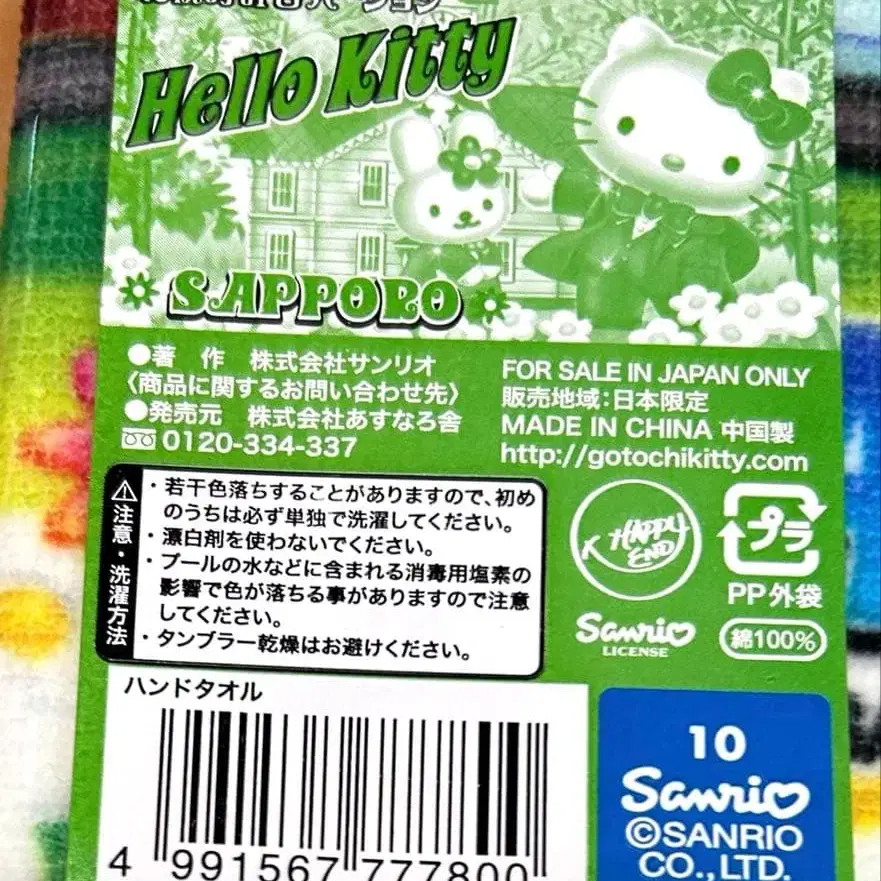 バージョン
Hello Kitty
SAPPORO
●著 作 株式会社サンリオ
〈商品に関するお問い合わせ先〉
●発売元 株式会社あすなろ舎
0120-334-337
FOR SALE IN JAPAN ONLY
販売地域:日本限定
MADE IN CHINA 中国製
http://gotochikitty.com
⚠注意・洗濯方法
・若干色落ちすることがありますので、初め
のうちは必ず単独で洗濯してください。
・漂白剤を使わないでください。
・プールの水などに含まれる消毒用塩素の
影響で色が落ちる事がありますので注意
してください。
・タンブラー乾燥はお避けください。
K HAPPY
END
プラ
PP外袋
Sanrio
LICENSE
綿100%
ハンドタオル
4 991567 777800
10
Sanrio
©SANRIO
CO.,LTD.